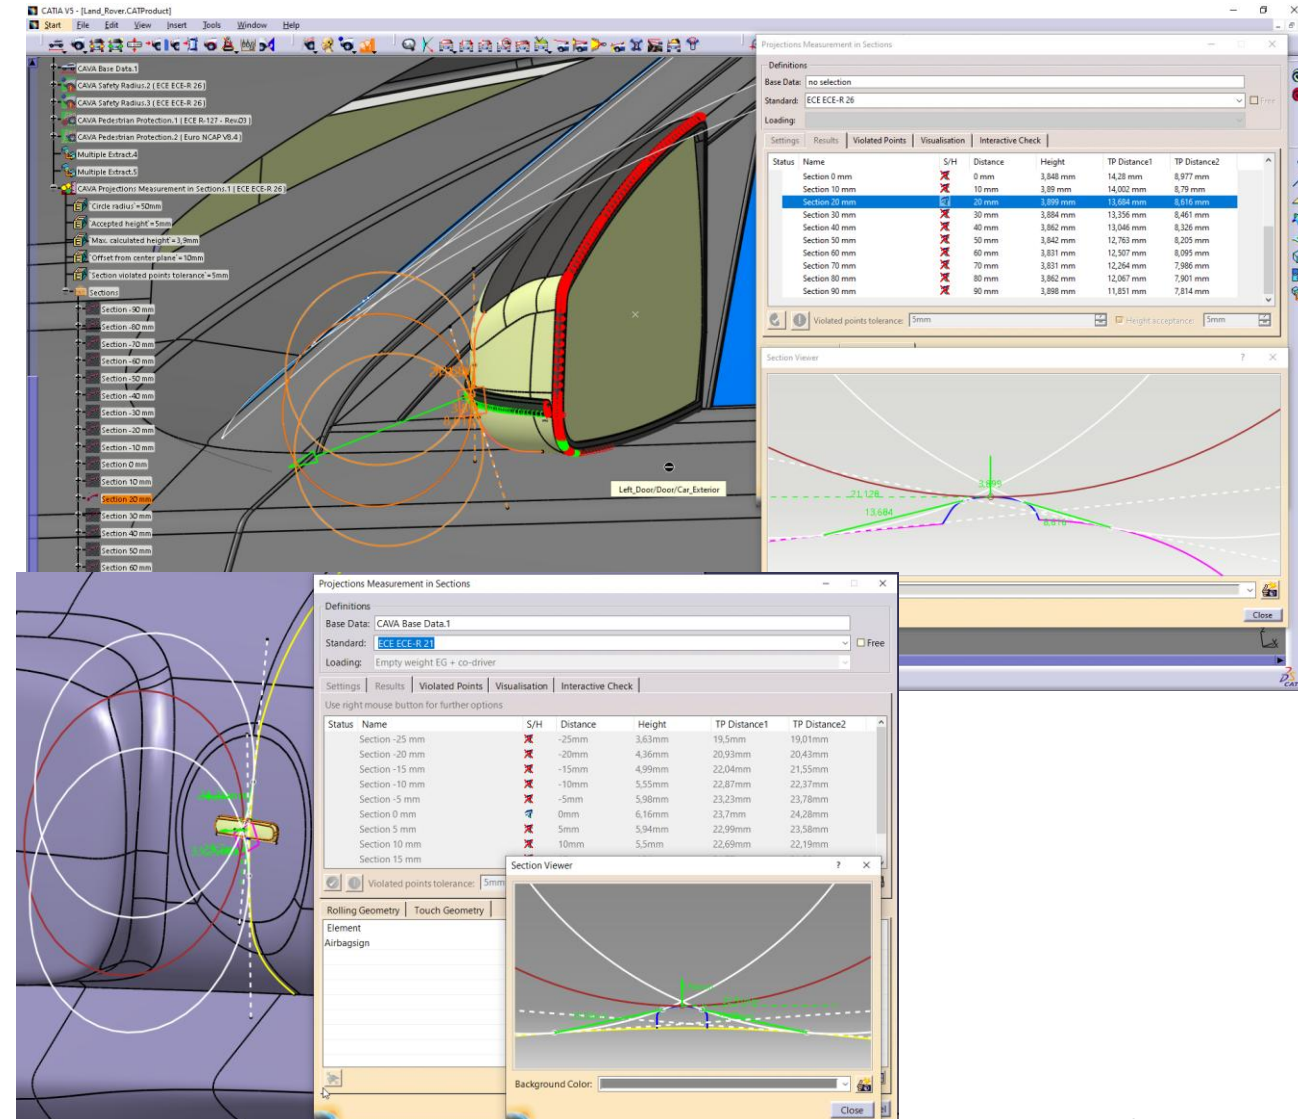 CATIA V5 - [Land_Rover.CATProduct]
Start File Edit View Insert Tools Window Help
CAVA Base Data.1
CAVA Safety Radius.2 ( ECE ECE-R 26 )
CAVA Safety Radius.3 ( ECE ECE-R 26 )
CAVA Pedestrian Protection.1 ( ECE R-127 - Rev.03 )
CAVA Pedestrian Protection.2 ( Euro NCAP V8.4 )
Multiple Extract.4
Multiple Extract.5
CAVA Projections Measurement in Sections.1 ( ECE ECE-R 26 )
`Circle radius`=50mm
`Accepted height`=5mm
`Max. calculated height`=3,9mm
`Offset from center plane`=10mm
`Section violated points tolerance`=5mm
Sections
Section -90 mm
Section -80 mm
Section -70 mm
Section -60 mm
Section -50 mm
Section -40 mm
Section -30 mm
Section -20 mm
Section -10 mm
Section 0 mm
Section 10 mm
Section 20 mm
Section 30 mm
Section 40 mm
Section 50 mm
Section 60 mm
Left_Door/Door/Car_Exterior
Projections Measurement in Sections
Definitions
Base Data: no selection
Standard: ECE ECE-R 26 Free
Loading:
Settings Results Violated Points Visualisation Interactive Check
Status Name S/H Distance Height TP Distance1 TP Distance2
Section 0 mm 0 mm 3,848 mm 14,28 mm 8,977 mm
Section 10 mm 10 mm 3,89 mm 14,002 mm 8,79 mm
Section 20 mm 20 mm 3,899 mm 13,684 mm 8,616 mm
Section 30 mm 30 mm 3,884 mm 13,356 mm 8,461 mm
Section 40 mm 40 mm 3,862 mm 13,046 mm 8,326 mm
Section 50 mm 50 mm 3,842 mm 12,763 mm 8,205 mm
Section 60 mm 60 mm 3,831 mm 12,507 mm 8,095 mm
Section 70 mm 70 mm 3,831 mm 12,264 mm 7,986 mm
Section 80 mm 80 mm 3,862 mm 12,067 mm 7,901 mm
Section 90 mm 90 mm 3,898 mm 11,851 mm 7,814 mm
Violated points tolerance: 5mm Height acceptance: 5mm
Section Viewer
3,899
21,128
13,684
8,616
Close
Projections Measurement in Sections
Definitions
Base Data: CAVA Base Data.1
Standard: ECE ECE-R 21 Free
Loading: Empty weight EG + co-driver
Settings Results Violated Points Visualisation Interactive Check
Use right mouse button for further options
Status Name S/H Distance Height TP Distance1 TP Distance2
Section -25 mm -25mm 3,63mm 19,5mm 19,01mm
Section -20 mm -20mm 4,36mm 20,93mm 20,43mm
Section -15 mm -15mm 4,99mm 22,04mm 21,55mm
Section -10 mm -10mm 5,55mm 22,87mm 22,37mm
Section -5 mm -5mm 5,98mm 23,23mm 23,78mm
Section 0 mm 0mm 6,16mm 23,7mm 24,28mm
Section 5 mm 5mm 5,94mm 22,99mm 23,58mm
Section 10 mm 10mm 5,5mm 22,69mm 22,19mm
Section 15 mm
Violated points tolerance: 5mm
Rolling Geometry Touch Geometry
Element
Airbagsign
Section Viewer
Background Color:
Close